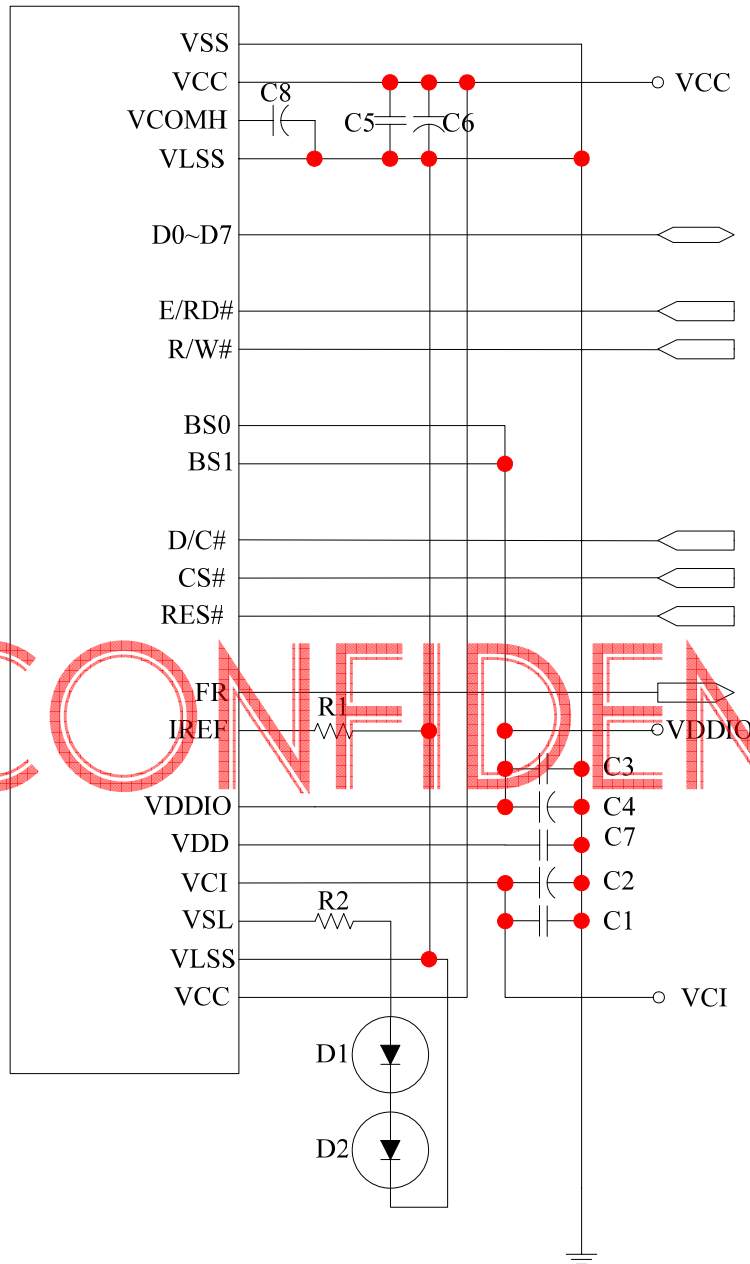 VSS
VCC
VCC
C8
VCOMH
C5
C6
VLSS
D0~D7
E/RD#
R/W#
BS0
BS1
D/C#
CS#
RES#
CONFIDEN
FR
R1
IREF
VDDIO
C3
VDDIO
C4
VDD
C7
VCI
C2
R2
VSL
C1
VLSS
VCC
VCI
D1
D2